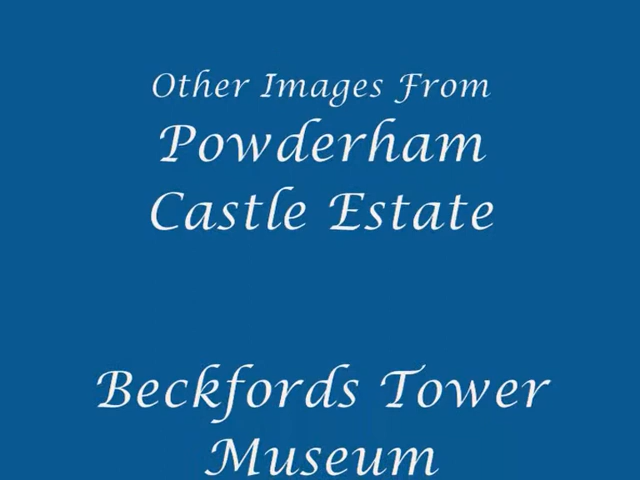 Other Images From
Powderham
Castle Estate
Beckfords Tower
Museum